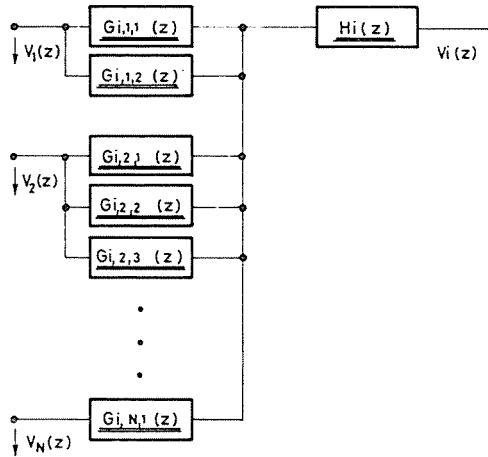 Gi,1,1 (z)
Hi(z)
V1(z)
Vi(z)
Gi,1,2 (z)
Gi,2,1 (z)
V2(z)
Gi,2,2 (z)
Gi,2,3 (z)
Gi,N,1(z)
VN(z)